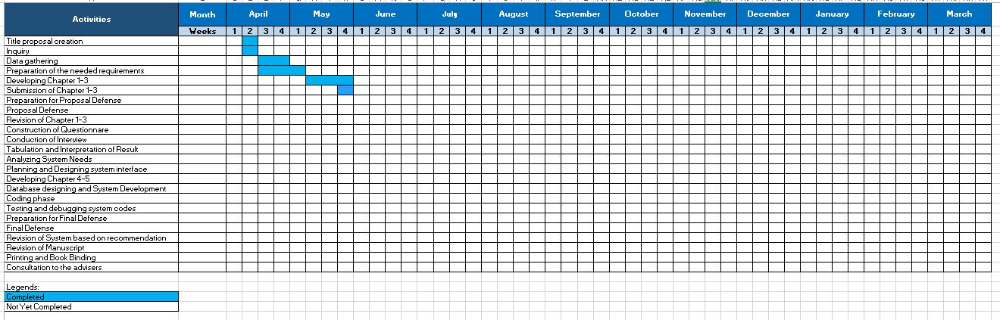 Activities Month April May June July August September October November December January February March
Weeks 1 2 3 4 1 2 3 4 1 2 3 4 1 2 3 4 1 2 3 4 1 2 3 4 1 2 3 4 1 2 3 4 1 2 3 4 1 2 3 4 1 2 3 4 1 2 3 4
Title proposal creation
Inquiry
Data gathering
Preparation of the needed requirements
Developing Chapter 1-3
Submission of Chapter 1-3
Preparation for Proposal Defense
Proposal Defense
Revision of Chapter 1-3
Construction of Questionnare
Conduction of Interview
Tabulation and Interpretation of Result
Analyzing System Needs
Planning and Designing system interface
Developing Chapter 4-5
Database designing and System Development
Coding phase
Testing and debugging system codes
Preparation for Final Defense
Final Defense
Revision of System based on recommendation
Revision of Manuscript
Printing and Book Binding
Consultation to the advisers
Legends:
Completed
Not Yet Completed